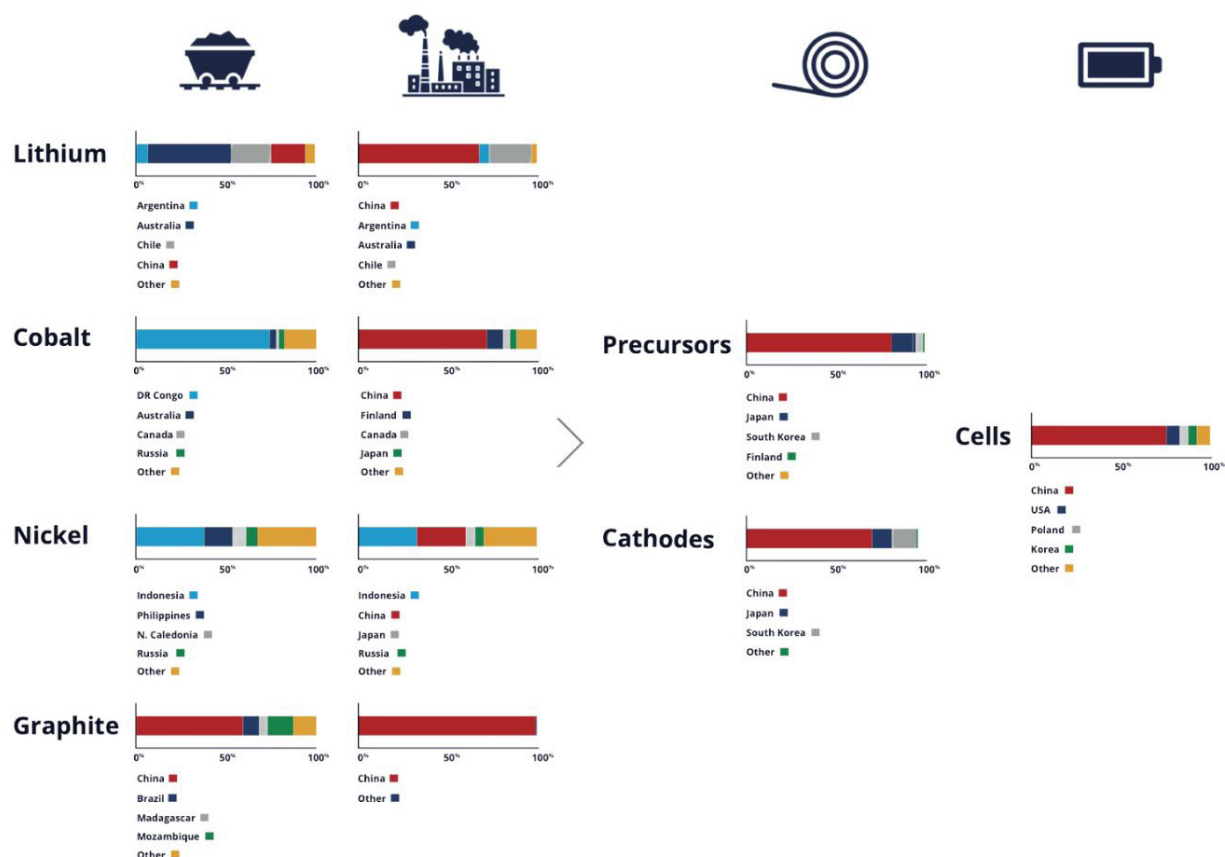 Lithium
0% 50% 100%
Argentina
Australia
Chile
China
Other
0% 50% 100%
China
Argentina
Australia
Chile
Other
Cobalt
0% 50% 100%
DR Congo
Australia
Canada
Russia
Other
0% 50% 100%
China
Finland
Canada
Japan
Other
Nickel
0% 50% 100%
Indonesia
Philippines
N. Caledonia
Russia
Other
0% 50% 100%
Indonesia
China
Japan
Russia
Other
Graphite
0% 50% 100%
China
Brazil
Madagascar
Mozambique
Other
0% 50% 100%
China
Other
Precursors
0% 50% 100%
China
Japan
South Korea
Finland
Other
Cathodes
0% 50% 100%
China
Japan
South Korea
Other
Cells
0% 50% 100%
China
USA
Poland
Korea
Other